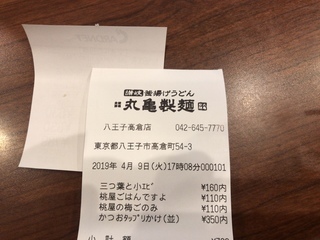 讃岐 釜揚げうどん
丸亀製麺
八王子高倉店 042-645-7770
東京都八王子市高倉町54-3
2019年 4月 9日(火)17時08分000101
三つ葉と小ｴﾋﾞ ¥160円
桃屋ごはんですよ ¥110円
桃屋の梅ごのみ ¥110円
かつおﾀｯﾌﾟﾘかけ(並) ¥350円
小 計 額